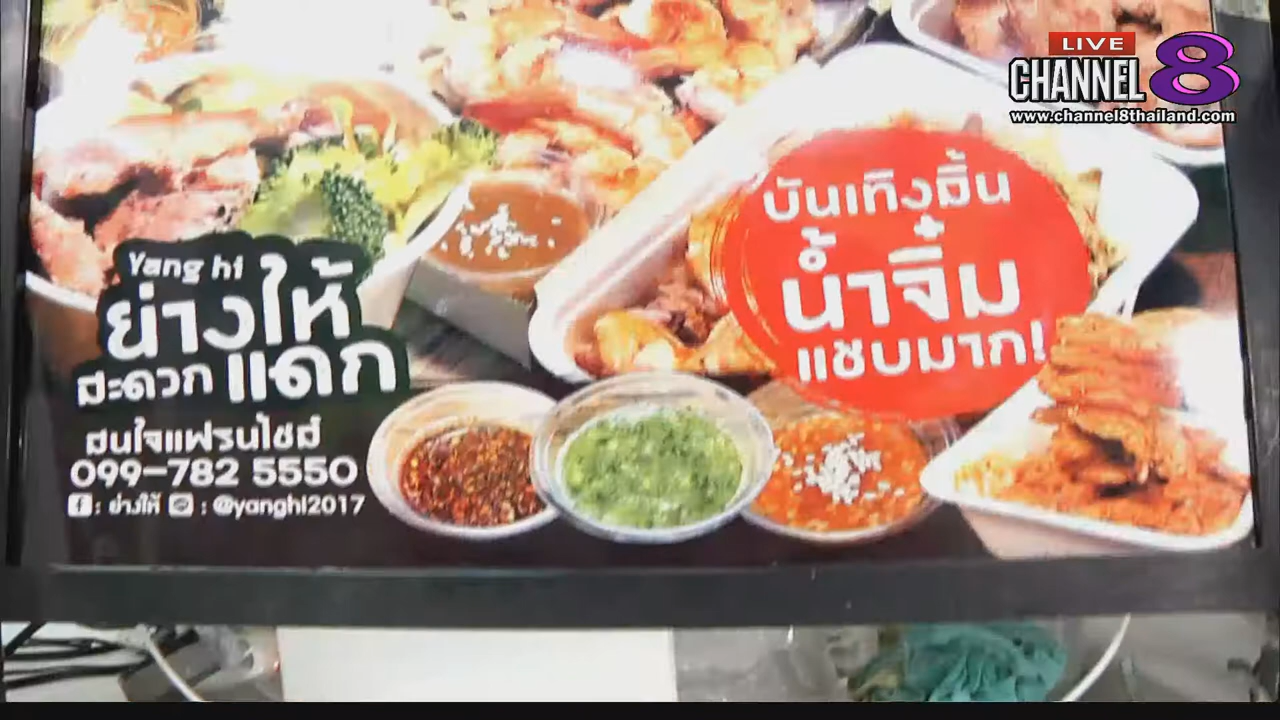 LIVE
CHANNEL 8
www.channel8thailand.com
บันเทิงลิ้น
น้ำจิ๋ม
แซบมาก!
Yang hi
ย่างให้
สะดวกแดก
สนใจแฟรนไชส์
099-782 5550
f : ย่างให้ : @yanghi2017